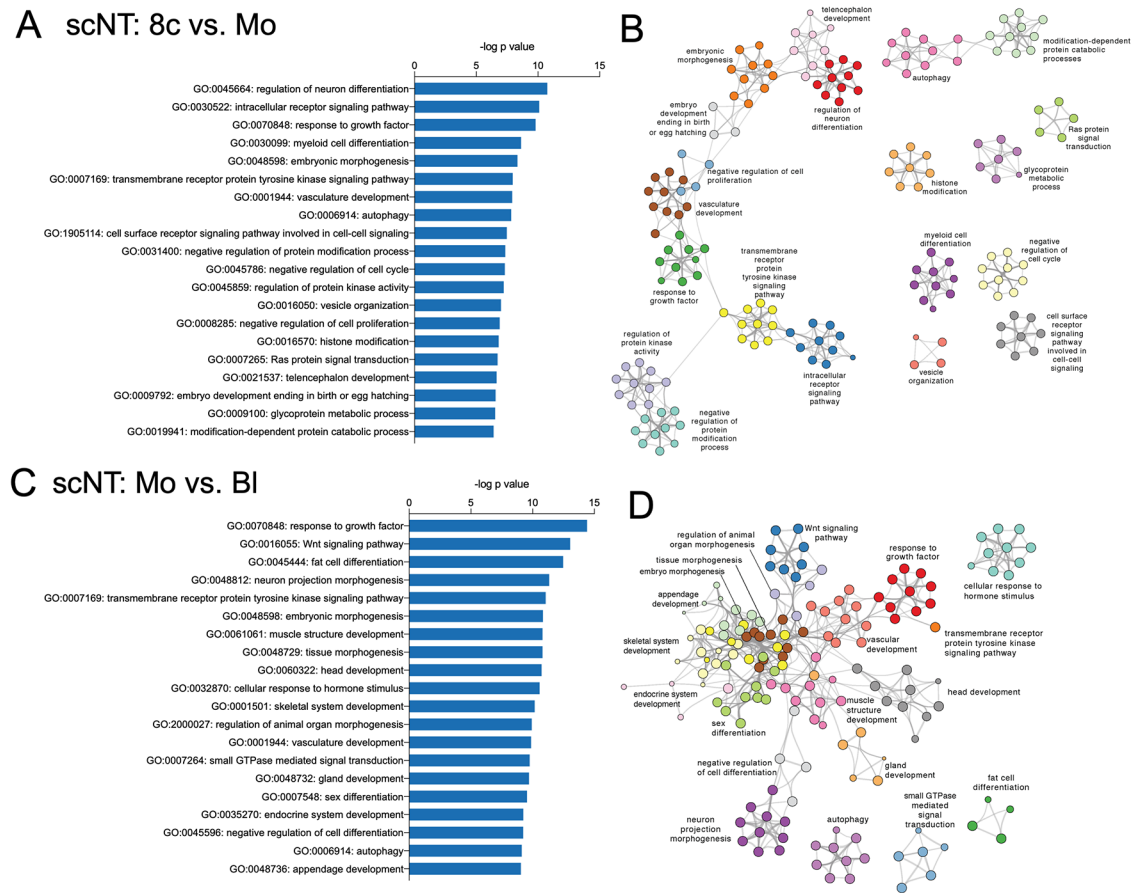 A scNT: 8c vs. Mo
-log p value
0 5 10 15
GO:0045664: regulation of neuron differentiation
GO:0030522: intracellular receptor signaling pathway
GO:0070848: response to growth factor
GO:0030099: myeloid cell differentiation
GO:0048598: embryonic morphogenesis
GO:0007169: transmembrane receptor protein tyrosine kinase signaling pathway
GO:0001944: vasculature development
GO:0006914: autophagy
GO:1905114: cell surface receptor signaling pathway involved in cell-cell signaling
GO:0031400: negative regulation of protein modification process
GO:0045786: negative regulation of cell cycle
GO:0045859: regulation of protein kinase activity
GO:0016050: vesicle organization
GO:0008285: negative regulation of cell proliferation
GO:0016570: histone modification
GO:0007265: Ras protein signal transduction
GO:0021537: telencephalon development
GO:0009792: embryo development ending in birth or egg hatching
GO:0009100: glycoprotein metabolic process
GO:0019941: modification-dependent protein catabolic process
B
telencephalon
development
embryonic
morphogenesis
autophagy
modification-dependent
protein catabolic
processes
regulation of
neuron
differentiation
embryo
development
ending in birth
or egg hatching
Ras protein
signal
transduction
histone
modification
glycoprotein
metabolic
process
negative regulation of cell
proliferation
vasculature
development
response to
growth factor
transmembrane
receptor
protein
tyrosine kinase
signaling
pathway
myeloid cell
differentiation
negative
regulation of
cell cycle
cell surface
receptor
signaling
pathway
involved in
cell-cell
signaling
vesicle
organization
regulation of
protein kinase
activity
intracellular
receptor
signaling
pathway
negative
regulation of
protein
modification
process
C scNT: Mo vs. Bl
-log p value
0 5 10 15
GO:0070848: response to growth factor
GO:0016055: Wnt signaling pathway
GO:0045444: fat cell differentiation
GO:0048812: neuron projection morphogenesis
GO:0007169: transmembrane receptor protein tyrosine kinase signaling pathway
GO:0048598: embryonic morphogenesis
GO:0061061: muscle structure development
GO:0048729: tissue morphogenesis
GO:0060322: head development
GO:0032870: cellular response to hormone stimulus
GO:0001501: skeletal system development
GO:2000027: regulation of animal organ morphogenesis
GO:0001944: vasculature development
GO:0007264: small GTPase mediated signal transduction
GO:0048732: gland development
GO:0007548: sex differentiation
GO:0035270: endocrine system development
GO:0045596: negative regulation of cell differentiation
GO:0006914: autophagy
GO:0048736: appendage development
D
Wnt signaling
pathway
regulation of animal
organ morphogenesis
tissue morphogenesis
embryo morphogenesis
appendage
development
skeletal system
development
endocrine system
development
sex
differentiation
response to
growth factor
cellular response to
hormone stimulus
vascular
development
transmembrane receptor
protein tyrosine kinase
signaling pathway
head development
muscle
structure
development
gland
development
negative regulation
of cell differentiation
neuron
projection
morphogenesis
autophagy
small GTPase
mediated
signal
transduction
fat cell
differentiation